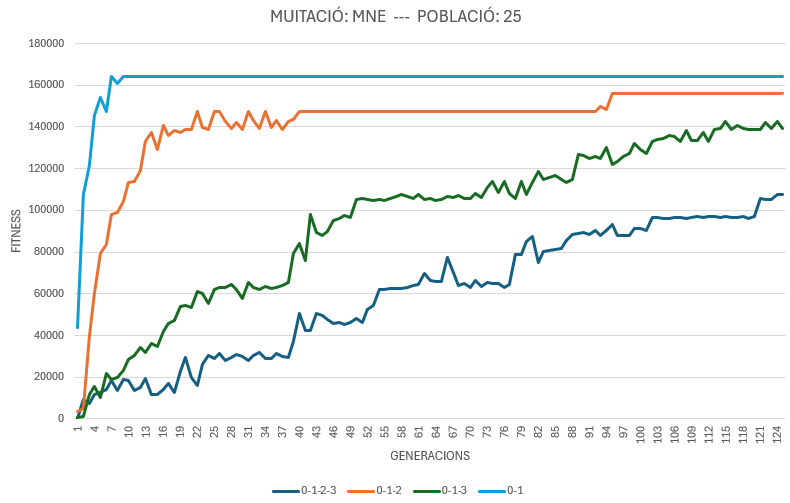 MUITACIÓ: MNE --- POBLACIÓ: 25
180000
160000
140000
120000
100000
80000
60000
40000
20000
0
FITNESS
1 4 7 10 13 16 19 22 25 28 31 34 37 40 43 46 49 52 55 58 61 64 67 70 73 76 79 82 85 88 91 94 97 100 103 106 109 112 115 118 121 124
GENERACIONS
0-1-2-3 0-1-2 0-1-3 0-1